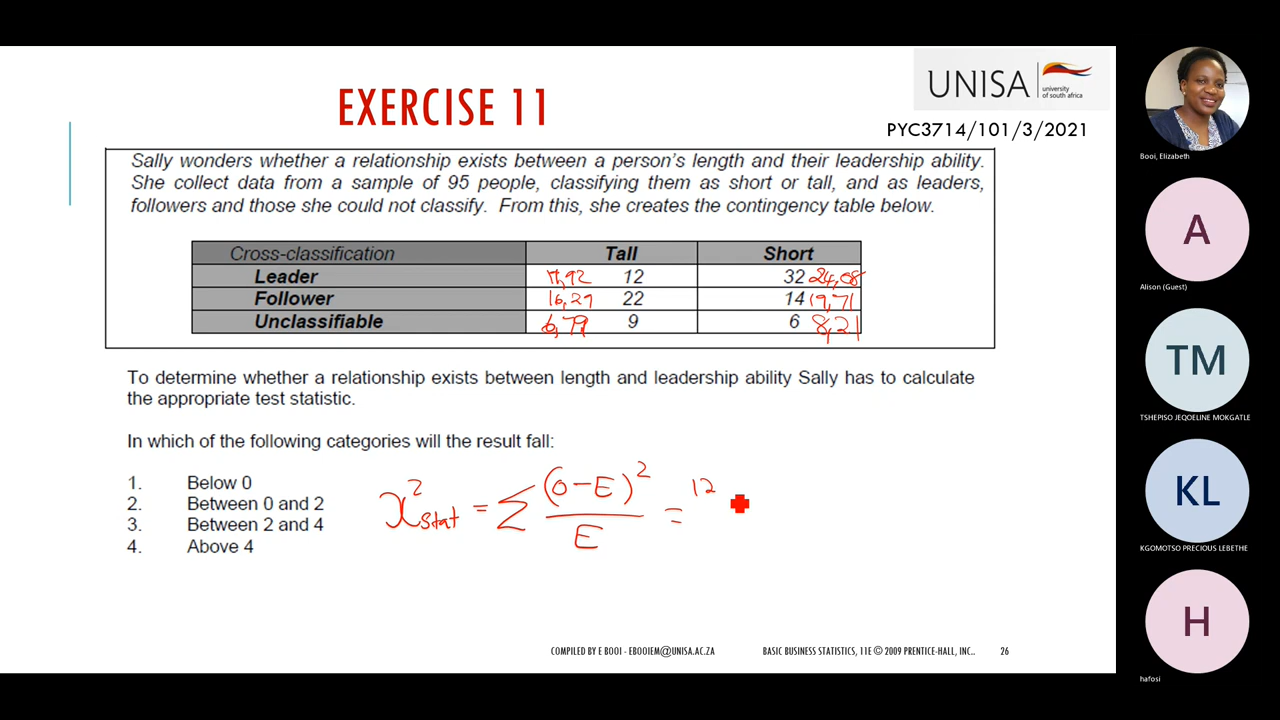 EXERCISE 11
UNISA university of south africa
PYC3714/101/3/2021
Sally wonders whether a relationship exists between a person's length and their leadership ability.
She collect data from a sample of 95 people, classifying them as short or tall, and as leaders,
followers and those she could not classify. From this, she creates the contingency table below.
Cross-classification Tall Short
Leader 17,92 12 32 24,08
Follower 16,29 22 14 19,71
Unclassifiable 6,79 9 6 8,21
To determine whether a relationship exists between length and leadership ability Sally has to calculate
the appropriate test statistic.
In which of the following categories will the result fall:
1. Below 0
2. Between 0 and 2
3. Between 2 and 4
4. Above 4
X²stat = Σ (O-E)²/E = 12
COMPILED BY E BOOI - EBOOIEM@UNISA.AC.ZA BASIC BUSINESS STATISTICS, 11E © 2009 PRENTICE-HALL, INC.. 26
Booi, Elizabeth
A
Alison (Guest)
TM
TSHEPISO JEQOELINE MOKGATLE
KL
KGOMOTSO PRECIOUS LEBETHE
H
hafosi